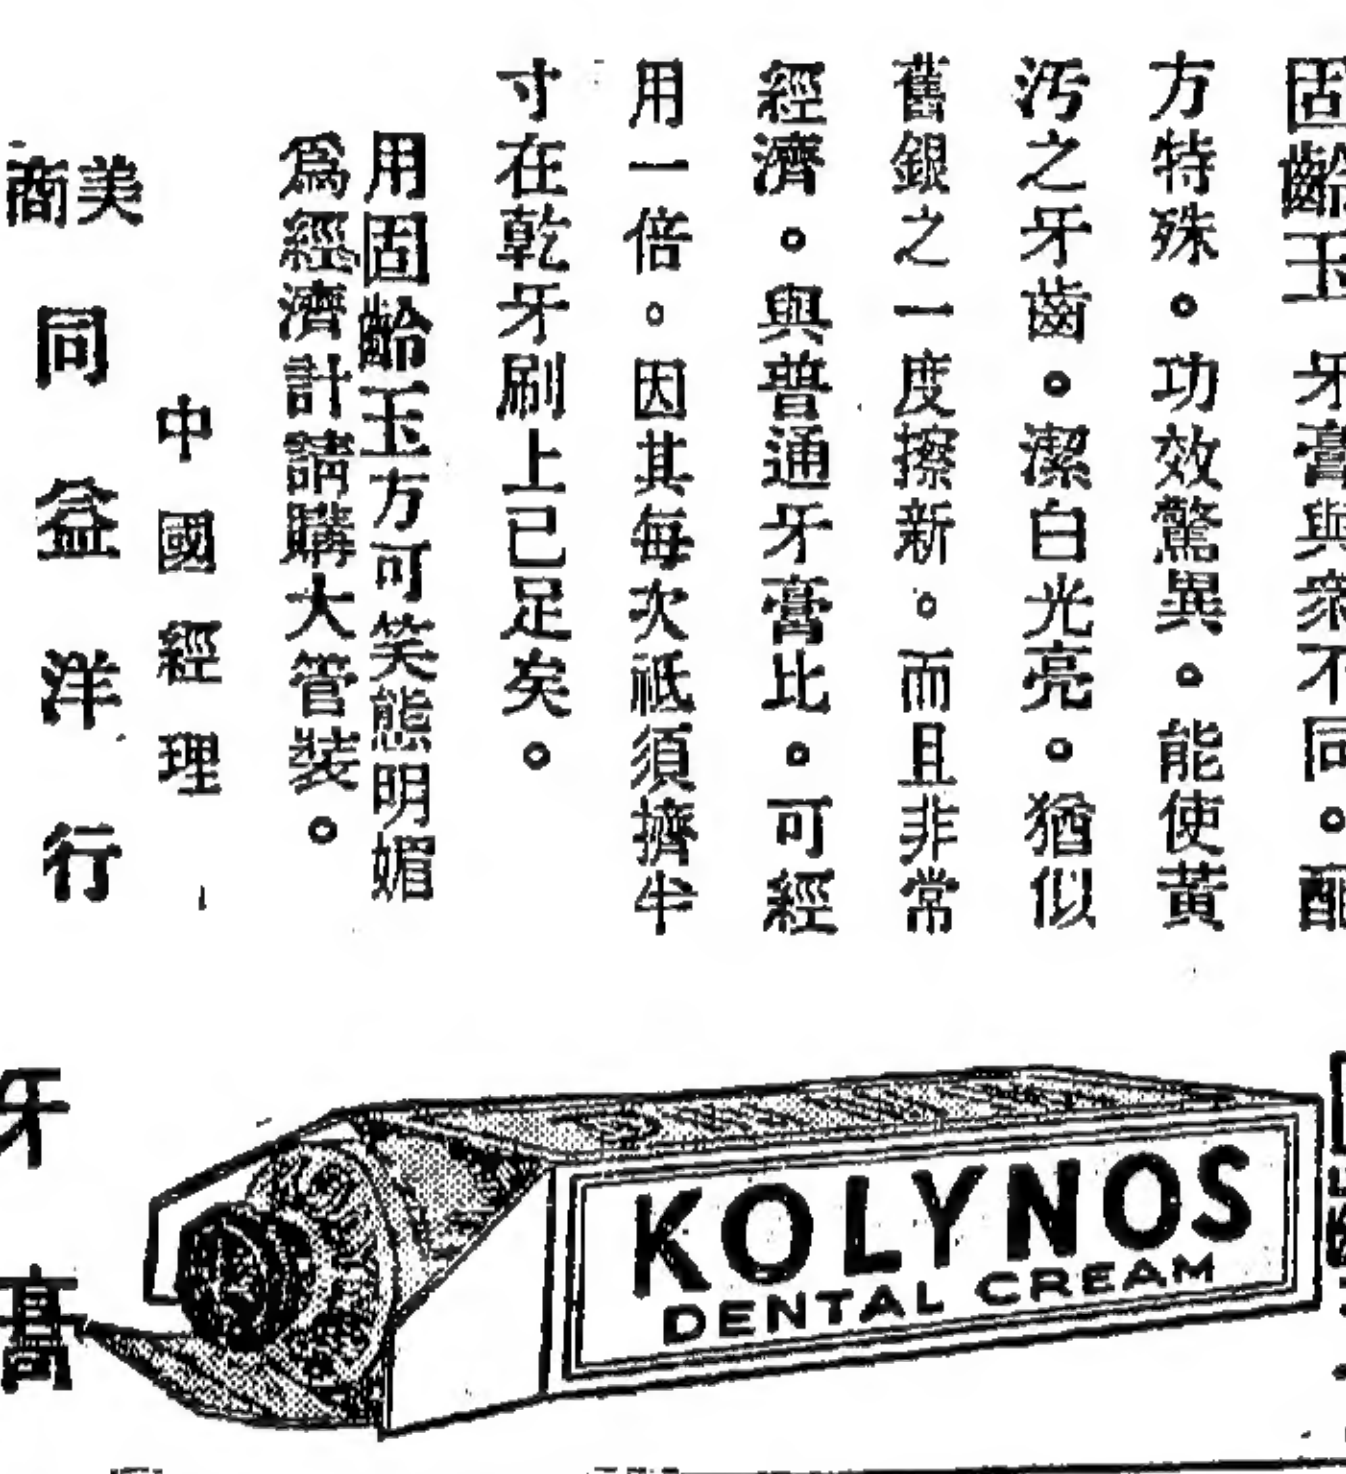 固齡玉牙膏與衆不同。配
方特殊。功效驚異。能使黃
汚之牙齒。潔白光亮。猶似
舊銀之一度擦新。而且非常
經濟。與普通牙膏比。可經
用一倍。因其每次祗須擠半
寸在乾牙刷上已足矣。
用固齡玉方可笑態明媚
爲經濟計請購大管裝。
中國經理
美商同益洋行
KOLYNOS
DENTAL CREAM
牙膏